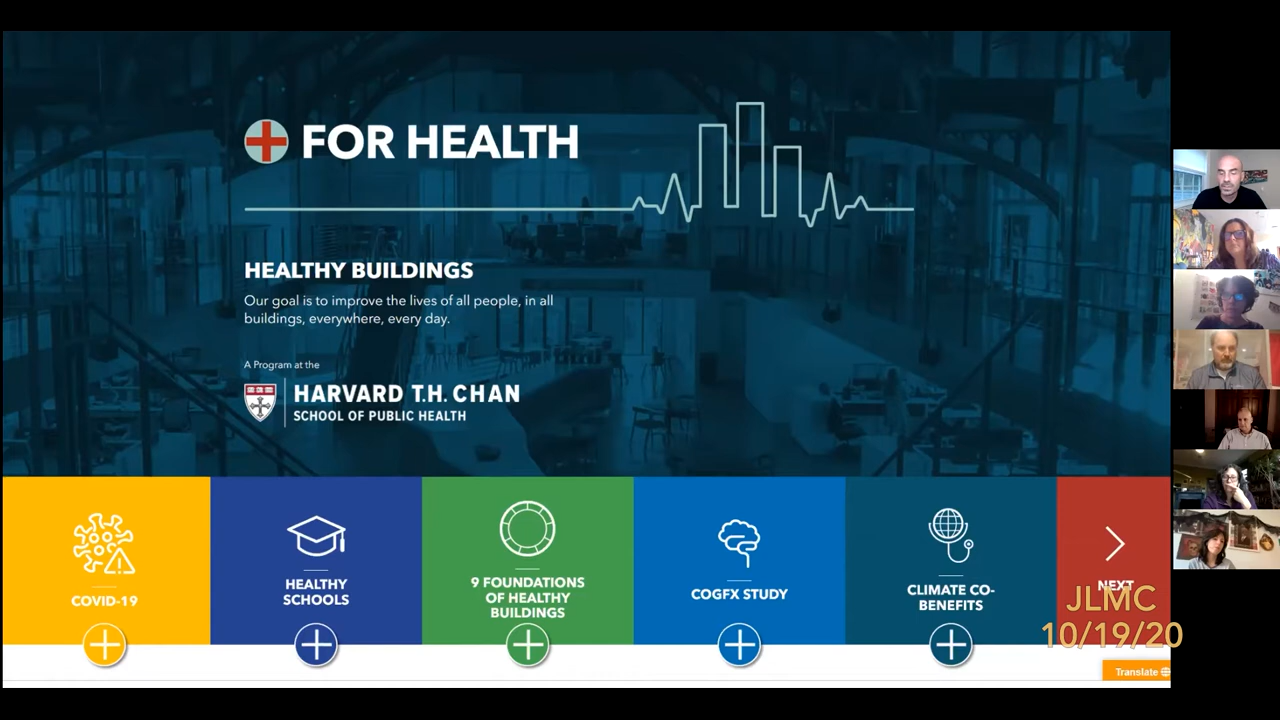 FOR HEALTH
HEALTHY BUILDINGS
Our goal is to improve the lives of all people, in all
buildings, everywhere, every day.
A Program at the
HARVARD T.H. CHAN
SCHOOL OF PUBLIC HEALTH
COVID-19
HEALTHY
SCHOOLS
9 FOUNDATIONS
OF HEALTHY
BUILDINGS
COGFX STUDY
CLIMATE CO-
BENEFITS
NEXT
JLMC
10/19/20
Translate